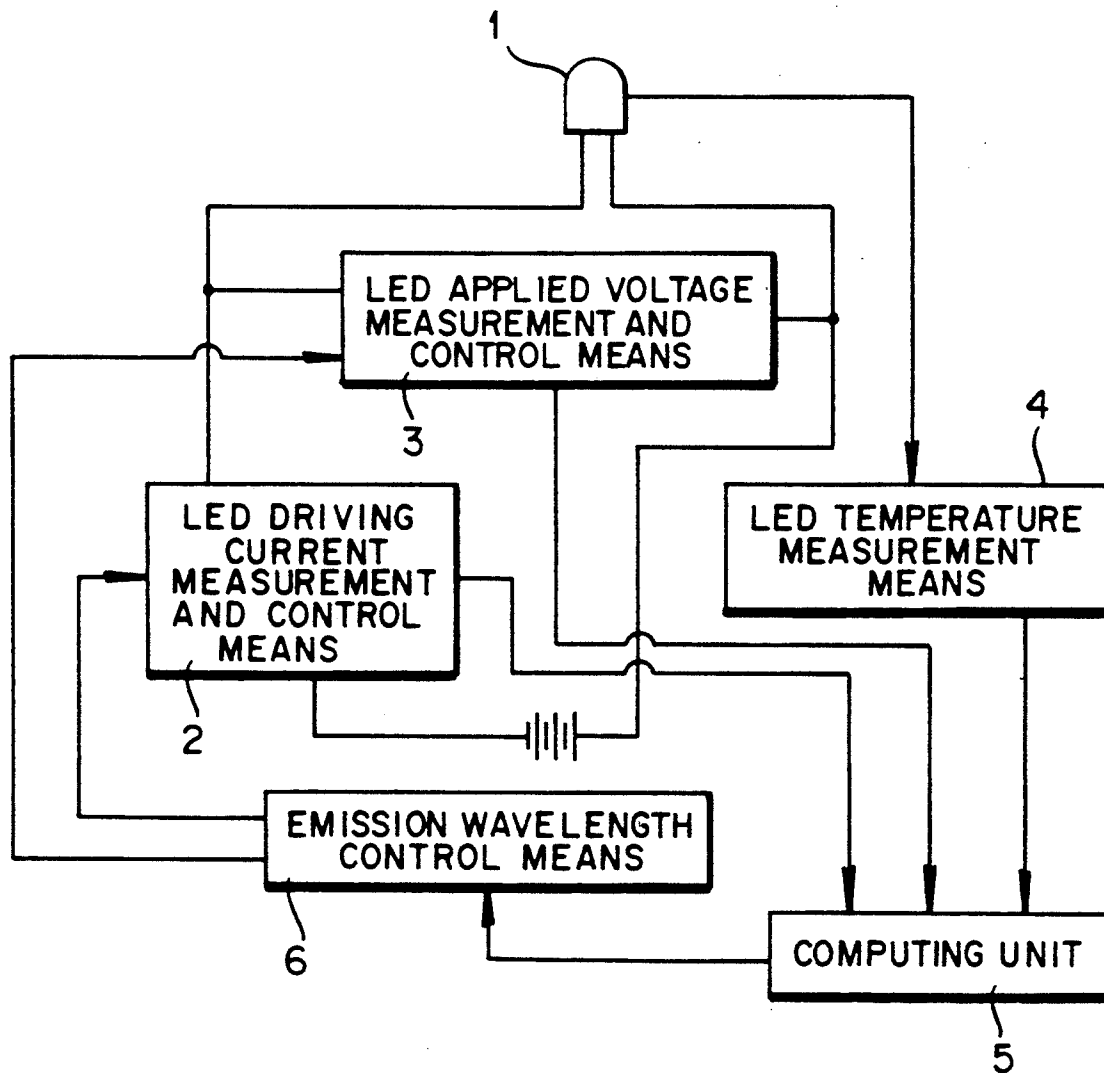 1
LED APPLIED VOLTAGE
MEASUREMENT AND
CONTROL MEANS
3
4
LED DRIVING
CURRENT
MEASUREMENT
AND CONTROL
MEANS
2
LED TEMPERATURE
MEASUREMENT
MEANS
EMISSION WAVELENGTH
CONTROL MEANS
6
COMPUTING UNIT
5